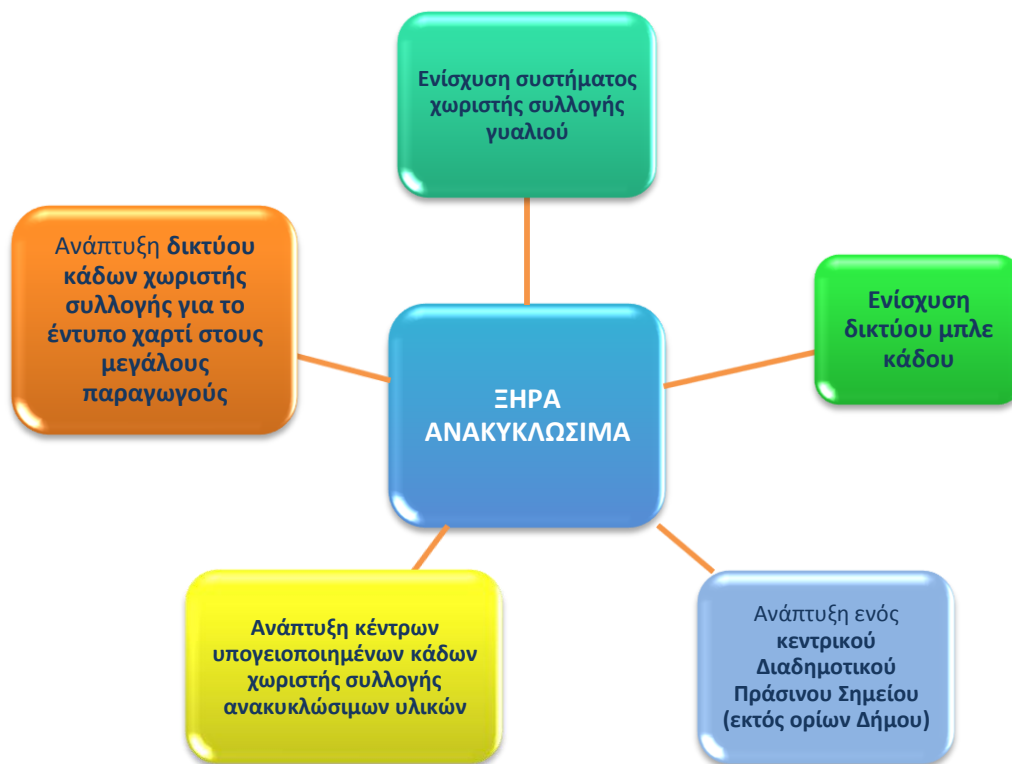 Ενίσχυση συστήματος
χωριστής συλλογής
γυαλιού
Ανάπτυξη δικτύου
κάδων χωριστής
συλλογής για το
έντυπο χαρτί στους
μεγάλους
παραγωγούς
Ενίσχυση
δικτύου μπλε
κάδου
ΞΗΡΑ
ΑΝΑΚΥΚΛΩΣΙΜΑ
Ανάπτυξη κέντρων
υπογειοποιημένων κάδων
χωριστής συλλογής
ανακυκλώσιμων υλικών
Ανάπτυξη ενός
κεντρικού
Διαδημοτικού
Πράσινου Σημείου
(εκτός ορίων Δήμου)